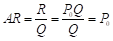 AR = R/Q = P₀Q/Q = P₀